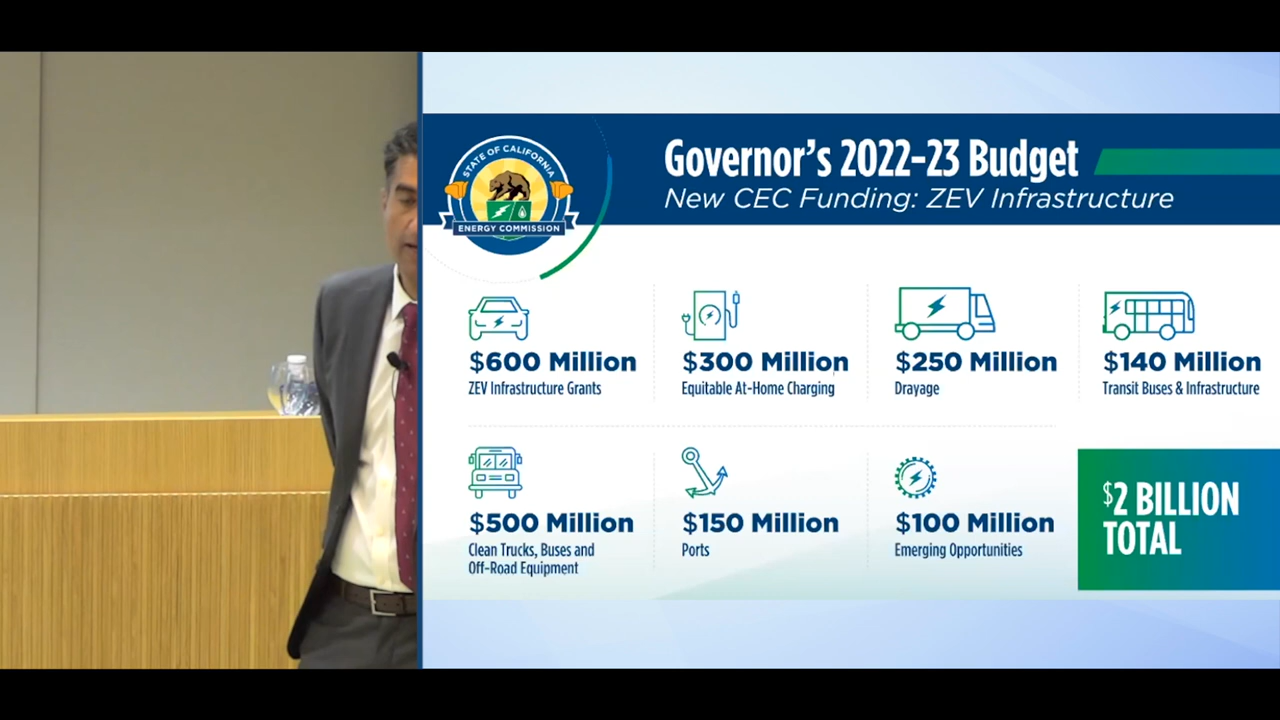 STATE OF CALIFORNIA
ENERGY COMMISSION
Governor's 2022-23 Budget
New CEC Funding: ZEV Infrastructure
$600 Million
ZEV Infrastructure Grants
$300 Million
Equitable At-Home Charging
$250 Million
Drayage
$140 Million
Transit Buses & Infrastructure
$500 Million
Clean Trucks, Buses and
Off-Road Equipment
$150 Million
Ports
$100 Million
Emerging Opportunities
$2 BILLION
TOTAL